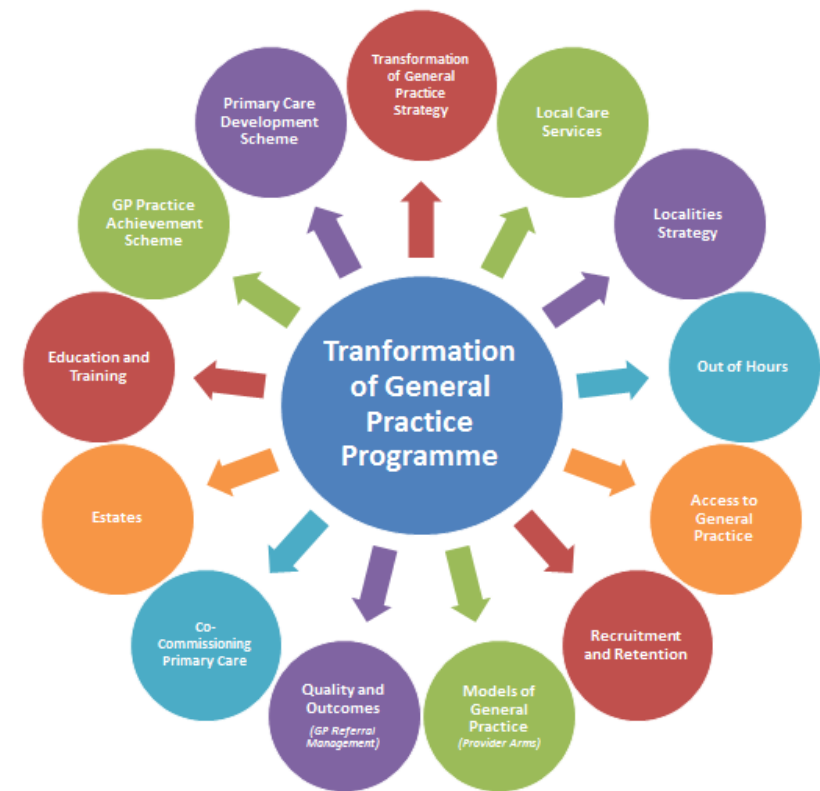 Transformation
of General
Practice
Strategy
Local Care
Services
Localities
Strategy
Out of Hours
Access to
General
Practice
Recruitment
and Retention
Models of
General
Practice
(Provider Arms)
Quality and
Outcomes
(GP Referral
Management)
Co-
Commissioning
Primary Care
Estates
Education and
Training
GP Practice
Achievement
Scheme
Primary Care
Development
Scheme
Tranformation
of General
Practice
Programme